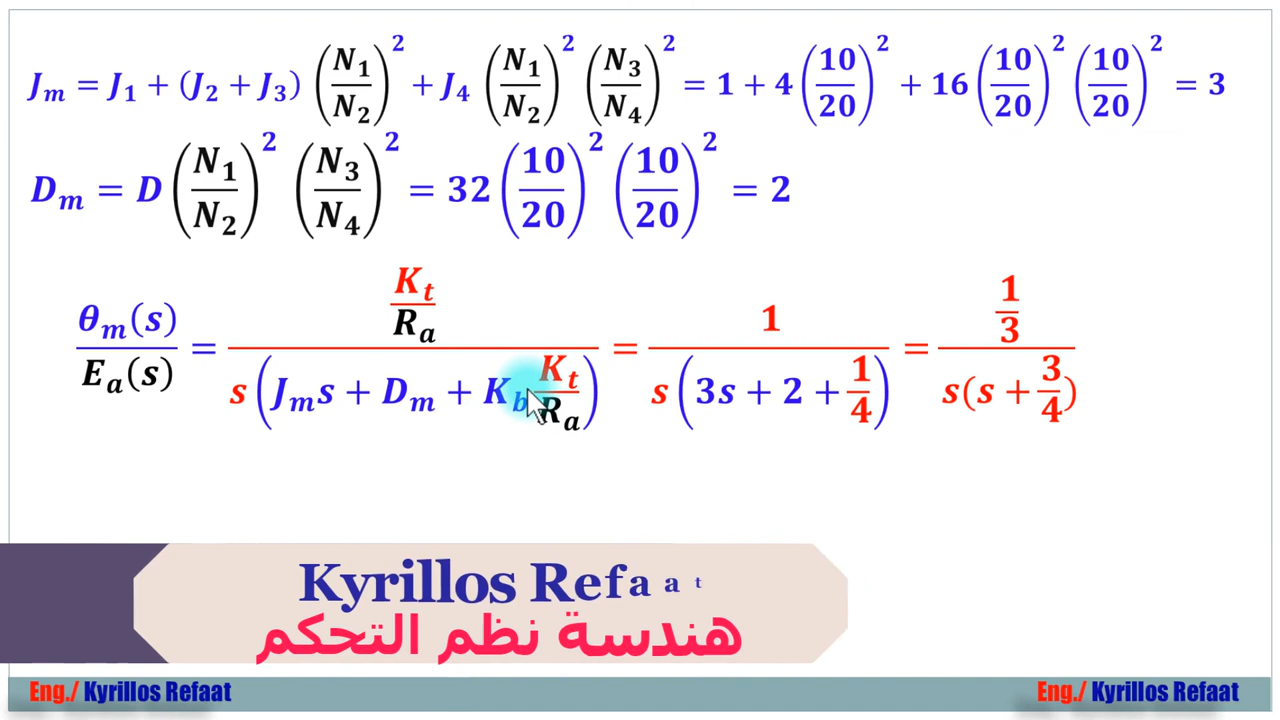 J_m = J_1 + (J_2 + J_3) (N_1/N_2)^2 + J_4 (N_1/N_2)^2 (N_3/N_4)^2 = 1 + 4 (10/20)^2 + 16 (10/20)^2 (10/20)^2 = 3
D_m = D (N_1/N_2)^2 (N_3/N_4)^2 = 32 (10/20)^2 (10/20)^2 = 2
θ_m(s)/E_a(s) = (K_t/R_a)/(s(J_m s + D_m + K_b K_t/R_a)) = 1/(s(3s + 2 + 1/4)) = (1/3)/(s(s + 3/4))
Kyrillos Refaat
هندسة نظم التحكم
Eng./ Kyrillos Refaat
Eng./ Kyrillos Refaat